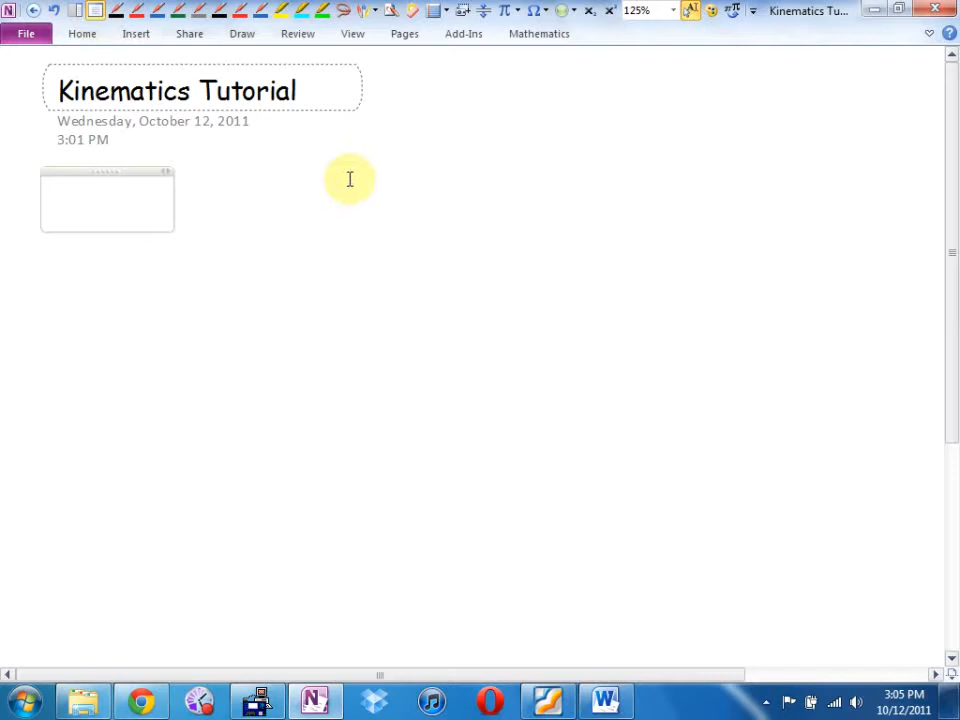 125%
Kinematics Tu...
File Home Insert Share Draw Review View Pages Add-Ins Mathematics
Kinematics Tutorial
Wednesday, October 12, 2011
3:01 PM
3:05 PM
10/12/2011